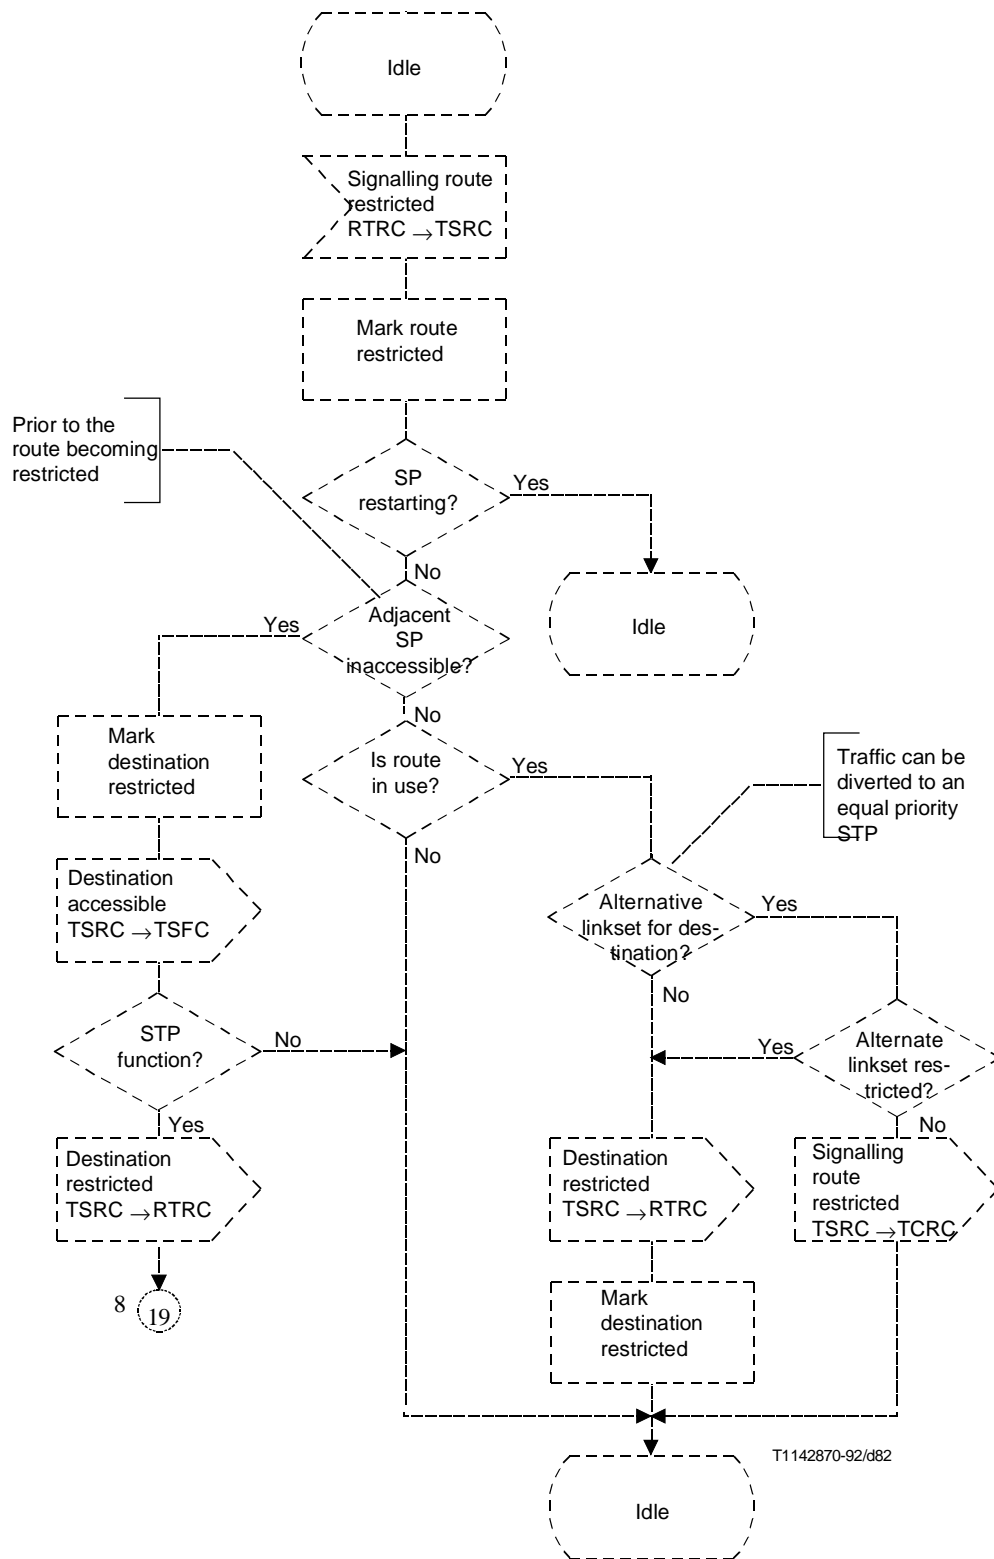 Idle
Signalling route
restricted
RTRC → TSRC
Mark route
restricted
Prior to the
route becoming
restricted
SP
restarting?
Yes
No
Idle
Adjacent
SP
inaccessible?
Yes
No
Mark
destination
restricted
Is route
in use?
Yes
No
Traffic can be
diverted to an
equal priority
STP
Destination
accessible
TSRC → TSFC
Alternative
linkset for des-
tination?
Yes
No
STP
function?
No
Yes
Alternate
linkset res-
tricted?
Yes
No
Destination
restricted
TSRC → RTRC
Destination
restricted
TSRC → RTRC
Signalling
route
restricted
TSRC → TCRC
8
19
Mark
destination
restricted
T1142870-92/d82
Idle